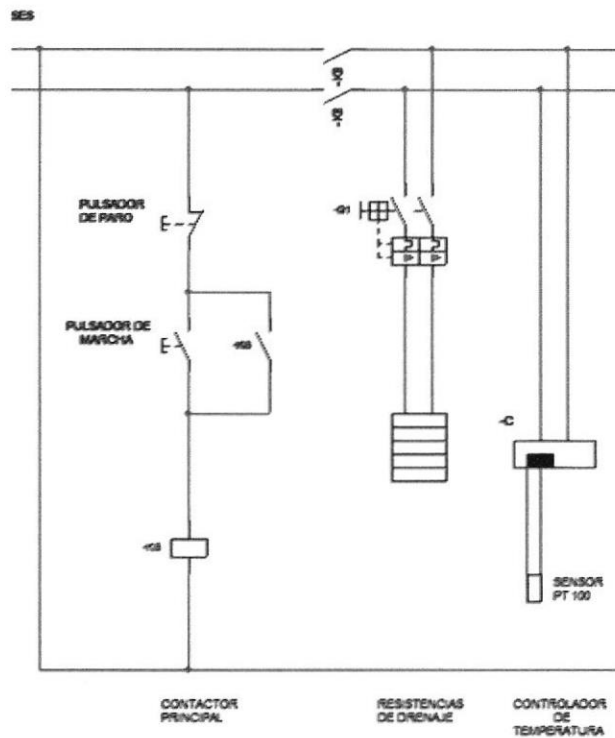 SES
PULSADOR
DE PARO
-Q1
PULSADOR DE
MARCHA
-C
SENSOR
PT 100
CONTACTOR
PRINCIPAL
RESISTENCIAS
DE DRENAJE
CONTROLADOR
DE
TEMPERATURA